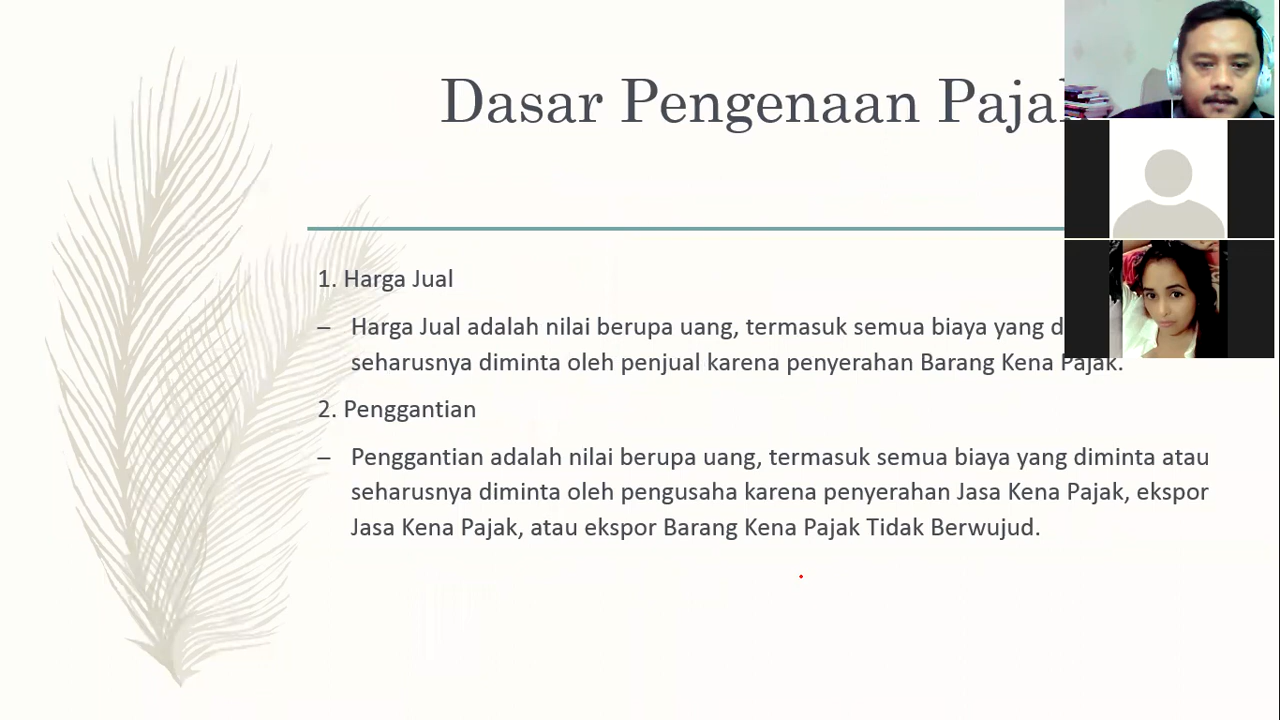 Dasar Pengenaan Pajak
1. Harga Jual
– Harga Jual adalah nilai berupa uang, termasuk semua biaya yang
seharusnya diminta oleh penjual karena penyerahan Barang Kena Pajak.
2. Penggantian
– Penggantian adalah nilai berupa uang, termasuk semua biaya yang diminta atau
seharusnya diminta oleh pengusaha karena penyerahan Jasa Kena Pajak, ekspor
Jasa Kena Pajak, atau ekspor Barang Kena Pajak Tidak Berwujud.